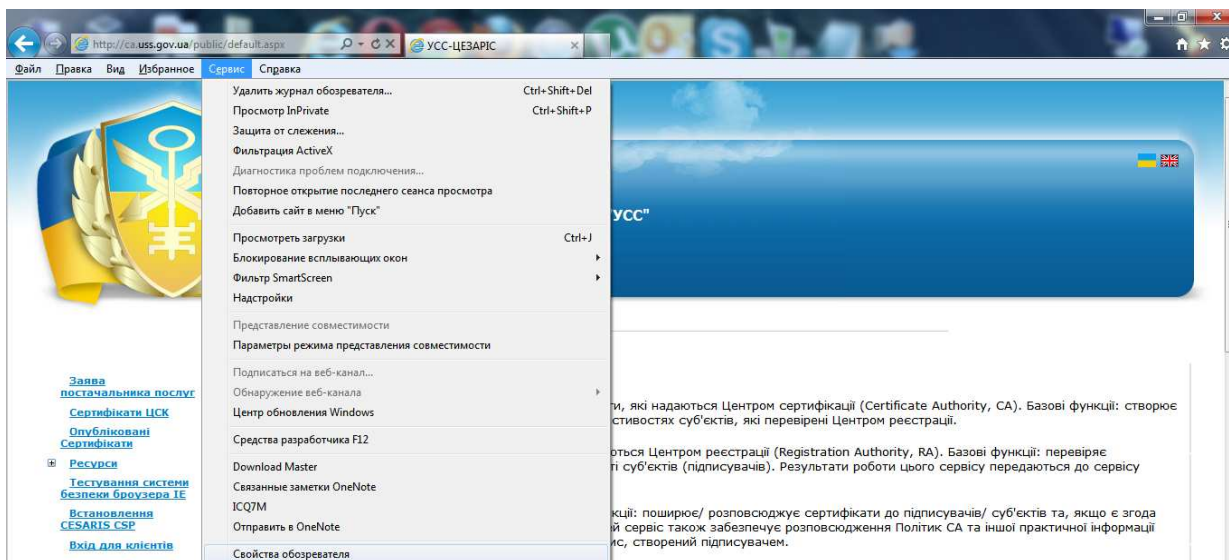 http://ca.uss.gov.ua/public/default.aspx
УСС-ЦЕЗАРІС
Файл Правка Вид Избранное Сервис Справка
Удалить журнал обозревателя... Ctrl+Shift+Del
Просмотр InPrivate Ctrl+Shift+P
Защита от слежения...
Фильтрация ActiveX
Диагностика проблем подключения...
Повторное открытие последнего сеанса просмотра
Добавить сайт в меню "Пуск"
Просмотреть загрузки Ctrl+J
Блокирование всплывающих окон
Фильтр SmartScreen
Надстройки
Представление совместимости
Параметры режима представления совместимости
Подписаться на веб-канал...
Обнаружение веб-канала
Центр обновления Windows
Средства разработчика F12
Download Master
Связанные заметки OneNote
ICQ7M
Отправить в OneNote
Свойства обозревателя
УСС"
Заява
постачальника послуг
Сертифікати ЦСК
Опубліковані
Сертифікати
Ресурси
Тестування системи
безпеки броузера IE
Встановлення
CESARIS CSP
Вхід для клієнтів
ти, які надаються Центром сертифікації (Certificate Authority, CA). Базові функції: створює
стивостях суб'єктів, які перевірені Центром реєстрації.
ються Центром реєстрації (Registration Authority, RA). Базові функції: перевіряє
і суб'єктів (підписувачів). Результати роботи цього сервісу передаються до сервісу
кції: поширює/ розповсюджує сертифікати до підписувачів/ суб'єктів та, якщо є згода
й сервіс також забезпечує розповсюдження Політик СА та іншої практичної інформації
ис, створений підписувачем.